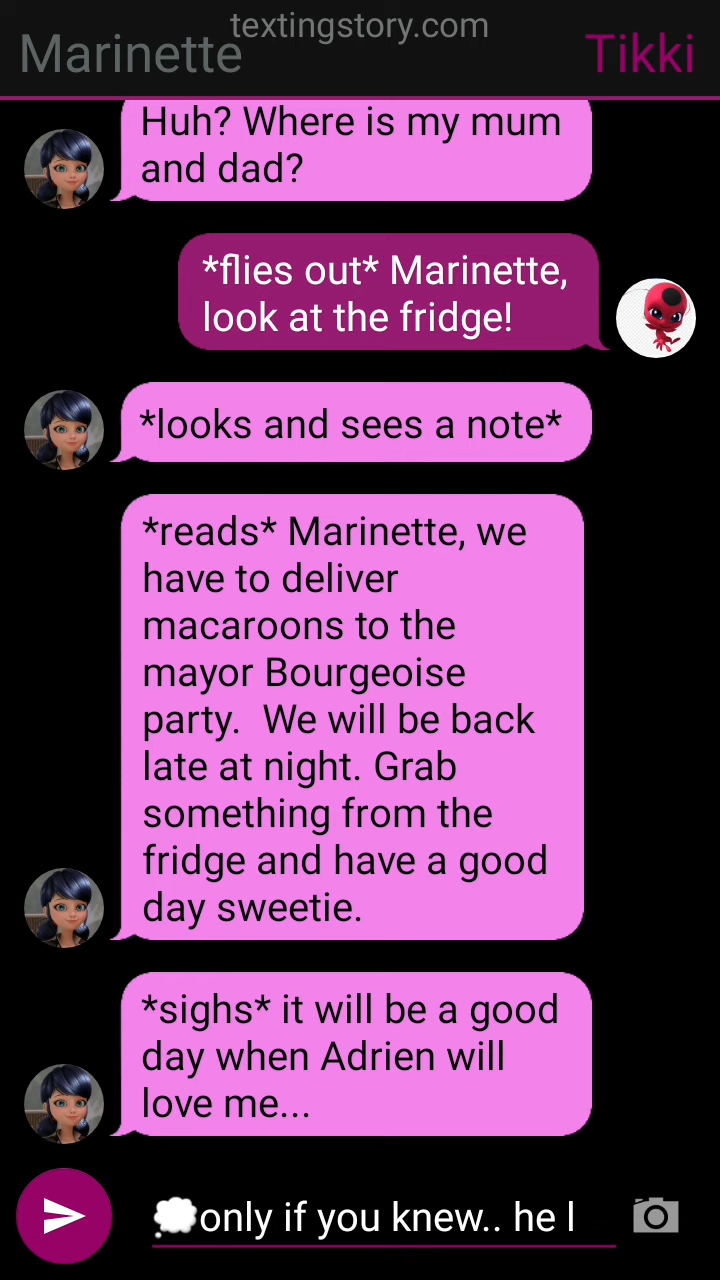 textingstory.com
Marinette
Tikki
Huh? Where is my mum
and dad?
*flies out* Marinette,
look at the fridge!
*looks and sees a note*
*reads* Marinette, we
have to deliver
macaroons to the
mayor Bourgeoise
party.  We will be back
late at night. Grab
something from the
fridge and have a good
day sweetie.
*sighs* it will be a good
day when Adrien will
love me...
💭only if you knew.. he l